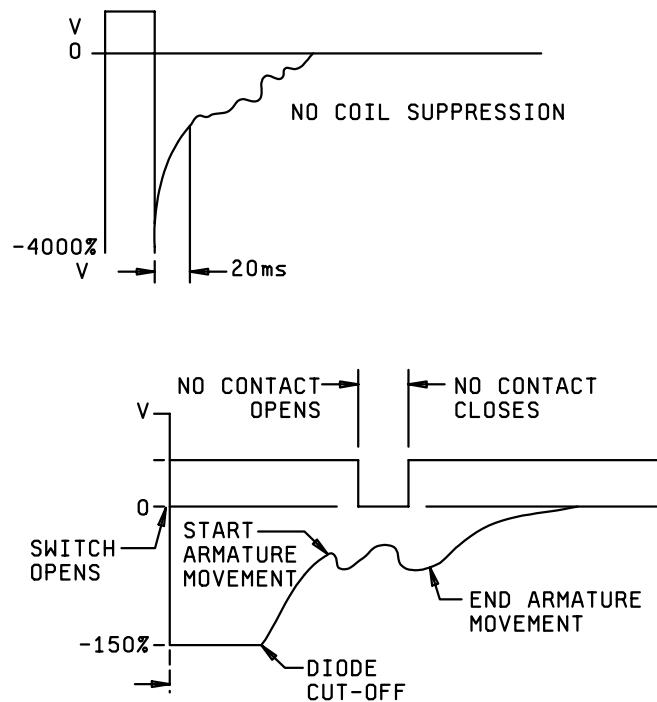 V
0
NO COIL SUPPRESSION
-4000%
V
20ms
NO CONTACT
OPENS
NO CONTACT
CLOSES
V
0
SWITCH
OPENS
START
ARMATURE
MOVEMENT
END ARMATURE
MOVEMENT
-150%
DIODE
CUT-OFF